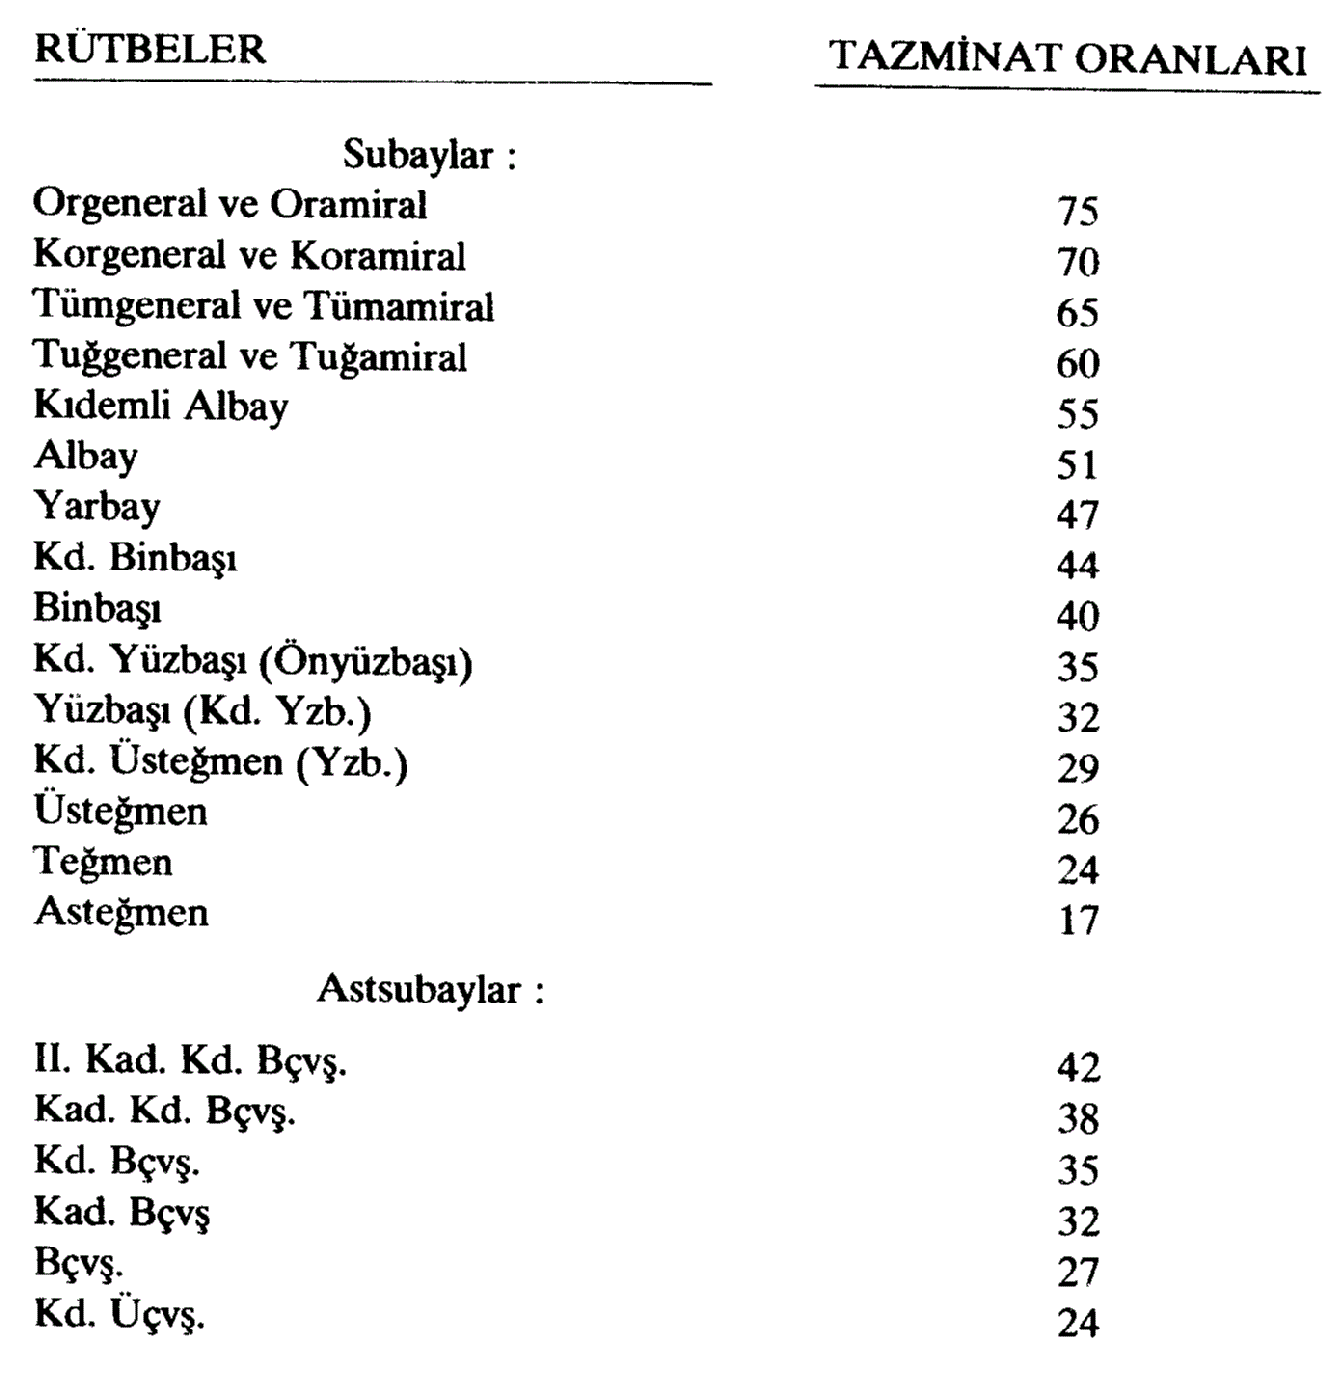 RÜTBELER TAZMİNAT ORANLARI
Subaylar :
Orgeneral ve Oramiral 75
Korgeneral ve Koramiral 70
Tümgeneral ve Tümamiral 65
Tuğgeneral ve Tuğamiral 60
Kıdemli Albay 55
Albay 51
Yarbay 47
Kd. Binbaşı 44
Binbaşı 40
Kd. Yüzbaşı (Önyüzbaşı) 35
Yüzbaşı (Kd. Yzb.) 32
Kd. Üsteğmen (Yzb.) 29
Üsteğmen 26
Teğmen 24
Asteğmen 17
Astsubaylar :
II. Kad. Kd. Bçvş. 42
Kad. Kd. Bçvş. 38
Kd. Bçvş. 35
Kad. Bçvş 32
Bçvş. 27
Kd. Üçvş. 24